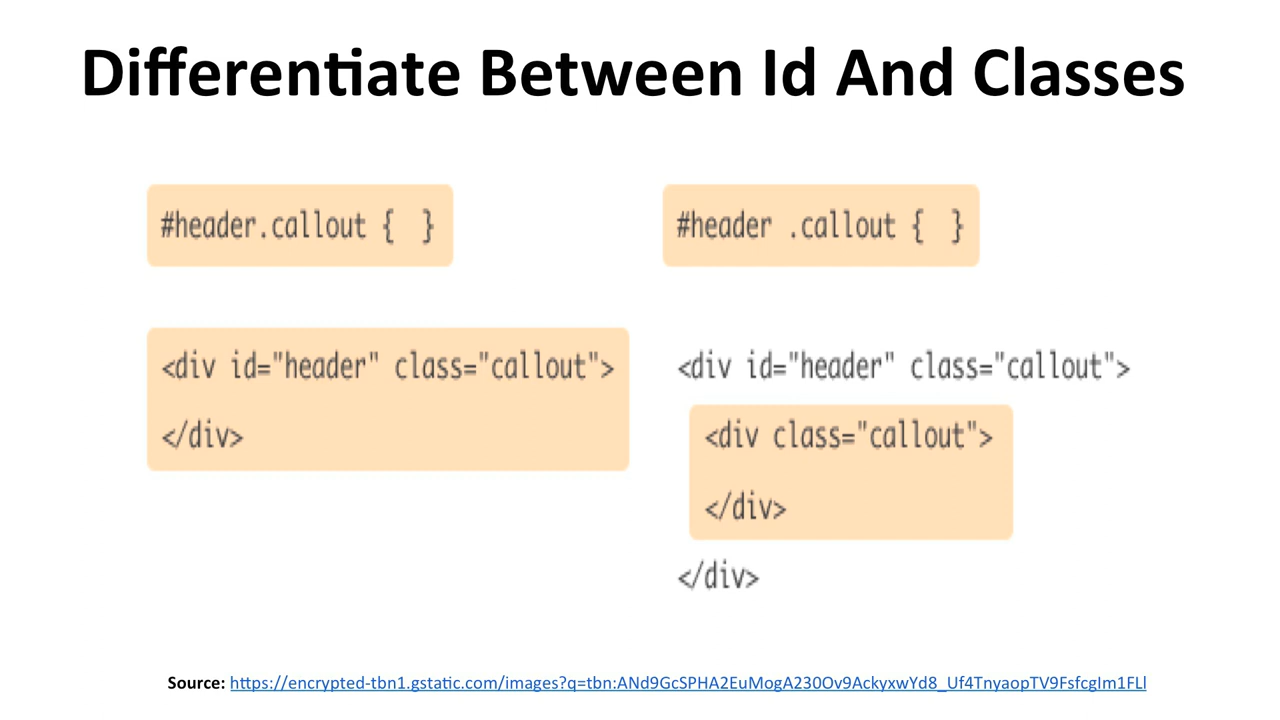 Differentiate Between Id And Classes
#header.callout { }
<div id="header" class="callout">
</div>
#header .callout { }
<div id="header" class="callout">
<div class="callout">
</div>
</div>
Source: https://encrypted-tbn1.gstatic.com/images?q=tbn:ANd9GcSPHA2EuMogA230Ov9AckyxwYd8_Uf4TnyaopTV9FsfcgIm1FLl